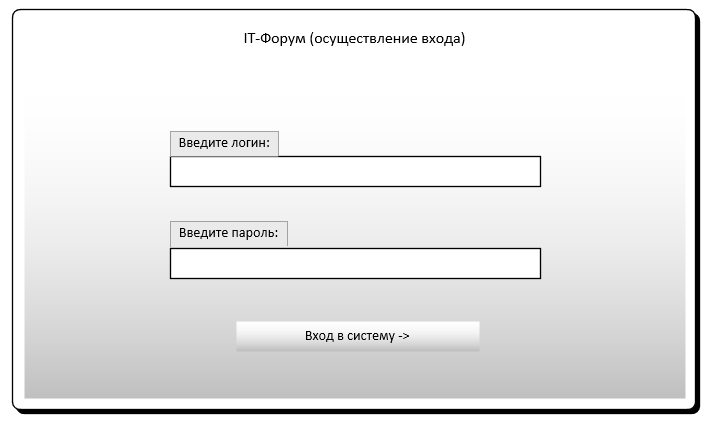 IT-Форум (осуществление входа)
Введите логин:
Введите пароль:
Вход в систему ->